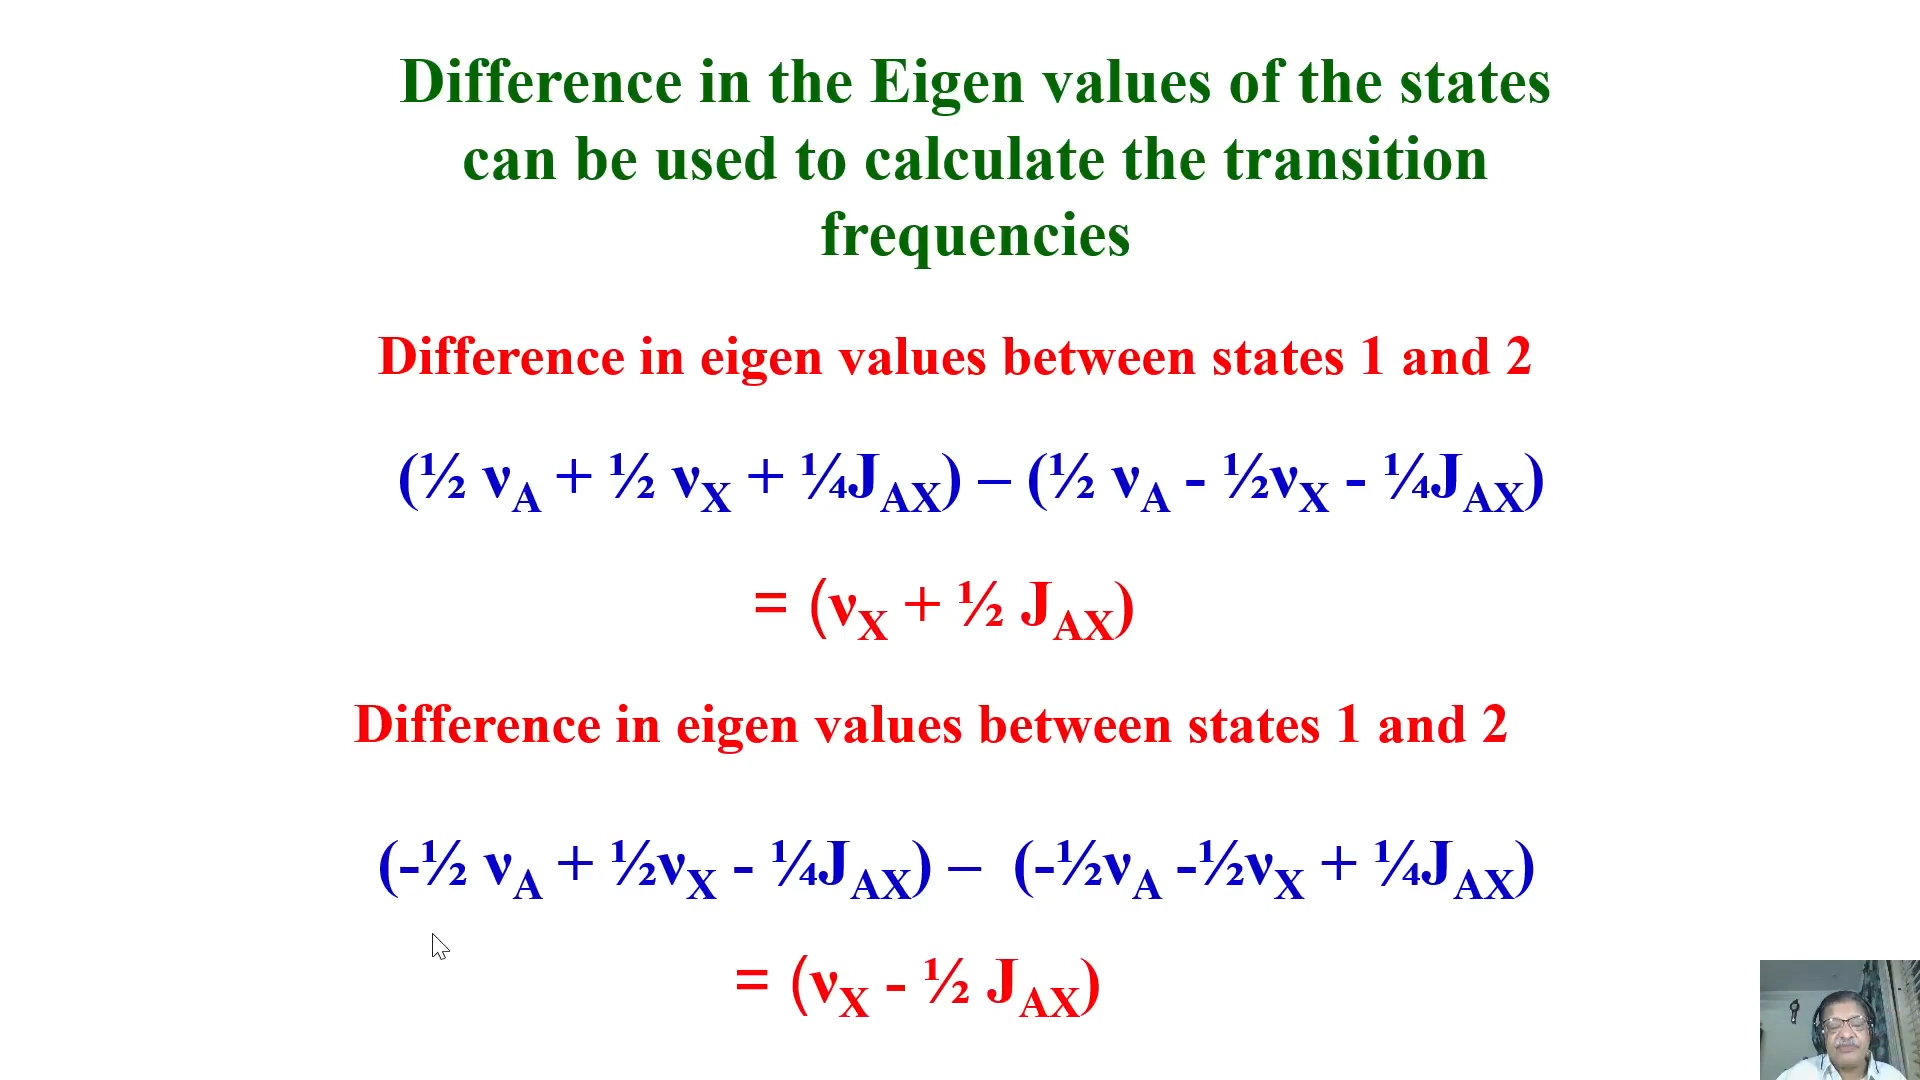 Difference in the Eigen values of the states
can be used to calculate the transition
frequencies
Difference in eigen values between states 1 and 2
(½ νA + ½ νX + ¼JAX) – (½ νA - ½νX - ¼JAX)
= (νX + ½ JAX)
Difference in eigen values between states 1 and 2
(-½ νA + ½νX - ¼JAX) – (-½νA -½νX + ¼JAX)
= (νX - ½ JAX)